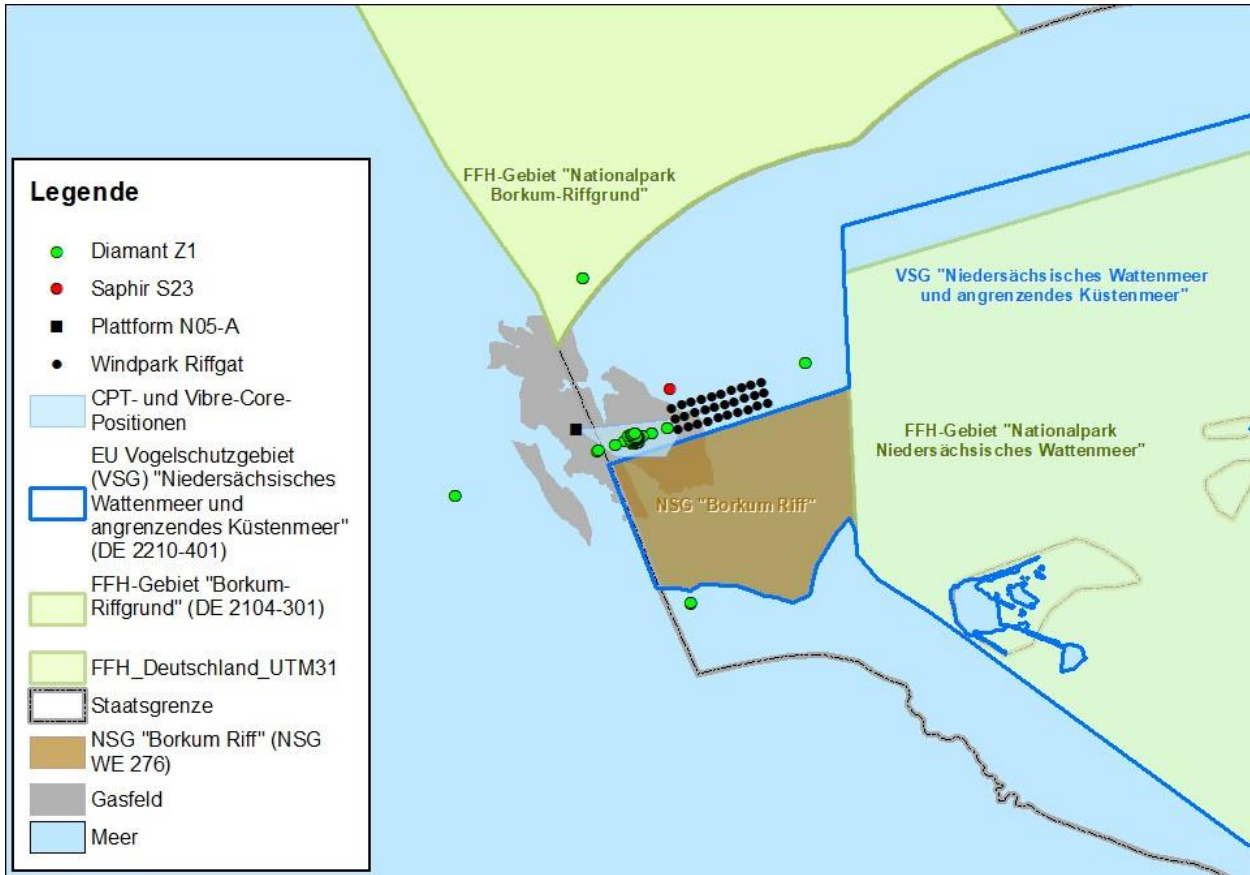 FFH-Gebiet "Nationalpark
Borkum-Riffgrund"
VSG "Niedersächsisches Wattenmeer
und angrenzendes Küstenmeer"
FFH-Gebiet "Nationalpark
Niedersächsisches Wattenmeer"
NSG "Borkum Riff"
Legende
Diamant Z1
Saphir S23
Plattform N05-A
Windpark Riffgat
CPT- und Vibre-Core-
Positionen
EU Vogelschutzgebiet
(VSG) "Niedersächsisches
Wattenmeer und
angrenzendes Küstenmeer"
(DE 2210-401)
FFH-Gebiet "Borkum-
Riffgrund" (DE 2104-301)
FFH_Deutschland_UTM31
Staatsgrenze
NSG "Borkum Riff" (NSG
WE 276)
Gasfeld
Meer